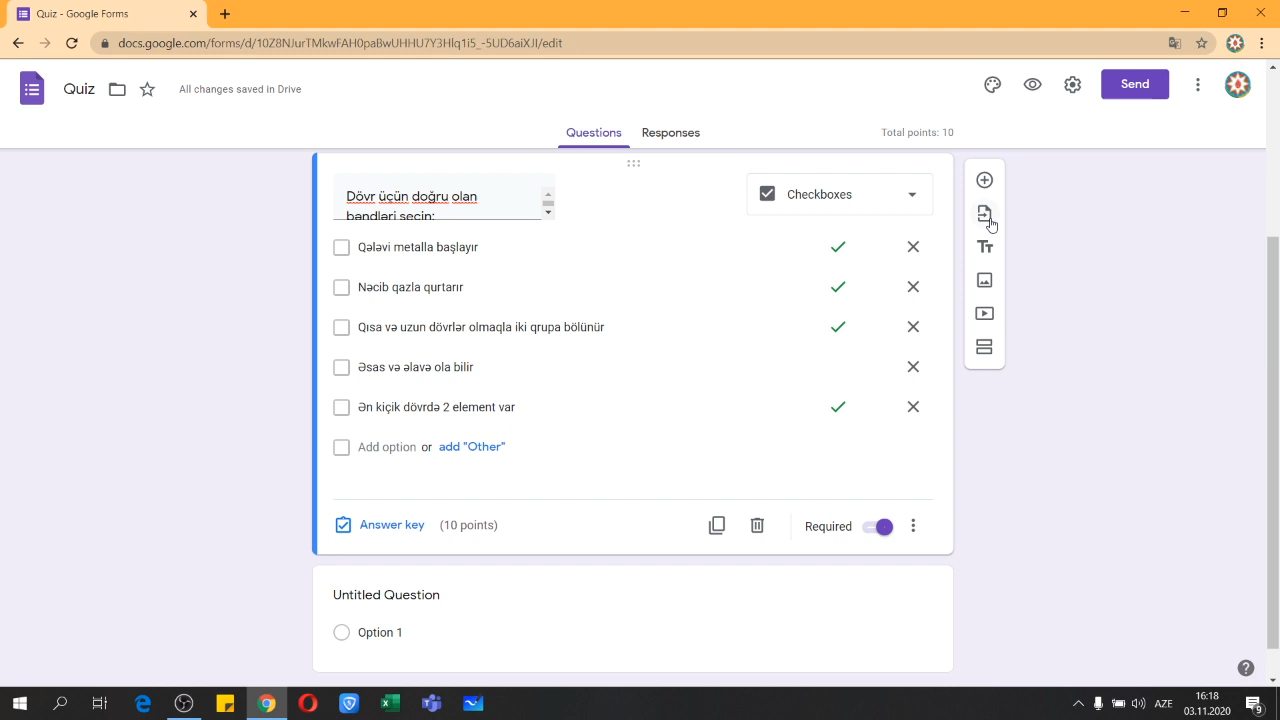 Quiz - Google Forms
docs.google.com/forms/d/10Z8NJurTMkwFAH0paBwUHHU7Y3Hlq1i5_-5UD6aiXJI/edit
Quiz
All changes saved in Drive
Send
Questions
Responses
Total points: 10
Dövr üçün doğru olan
bəndləri seçin:
Checkboxes
Qələvi metalla başlayır
Nəcib qazla qurtarır
Qısa və uzun dövrlər olmaqla iki qrupa bölünür
Əsas və əlavə ola bilir
Ən kiçik dövrdə 2 element var
Add option or add "Other"
Answer key (10 points)
Required
Untitled Question
Option 1
AZE
16:18
03.11.2020
9